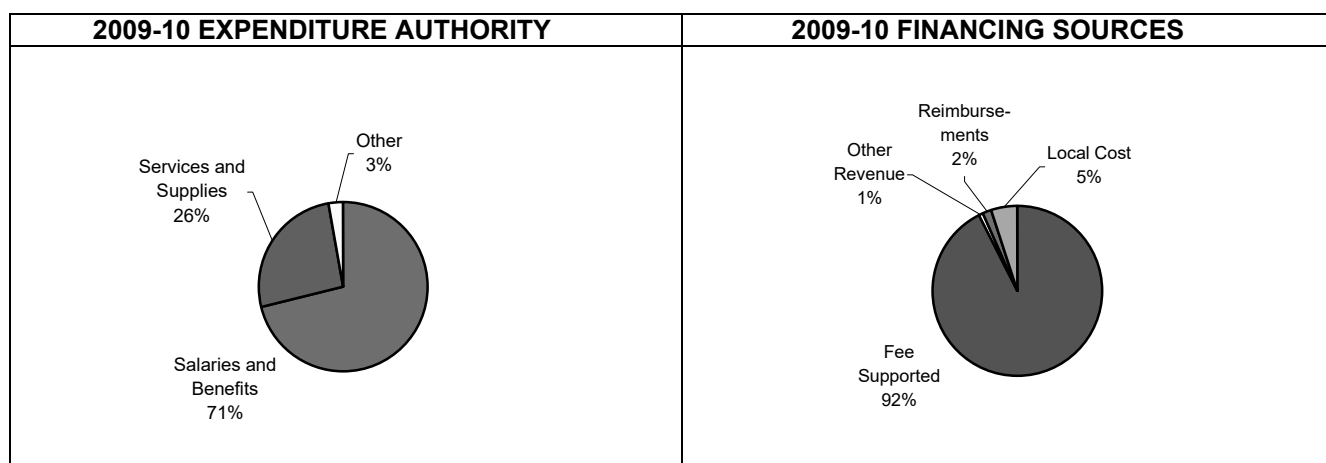 2009-10 EXPENDITURE AUTHORITY
Other
3%
Services and
Supplies
26%
Salaries and
Benefits
71%
2009-10 FINANCING SOURCES
Reimburse-
ments
2%
Other
Revenue
1%
Local Cost
5%
Fee
Supported
92%